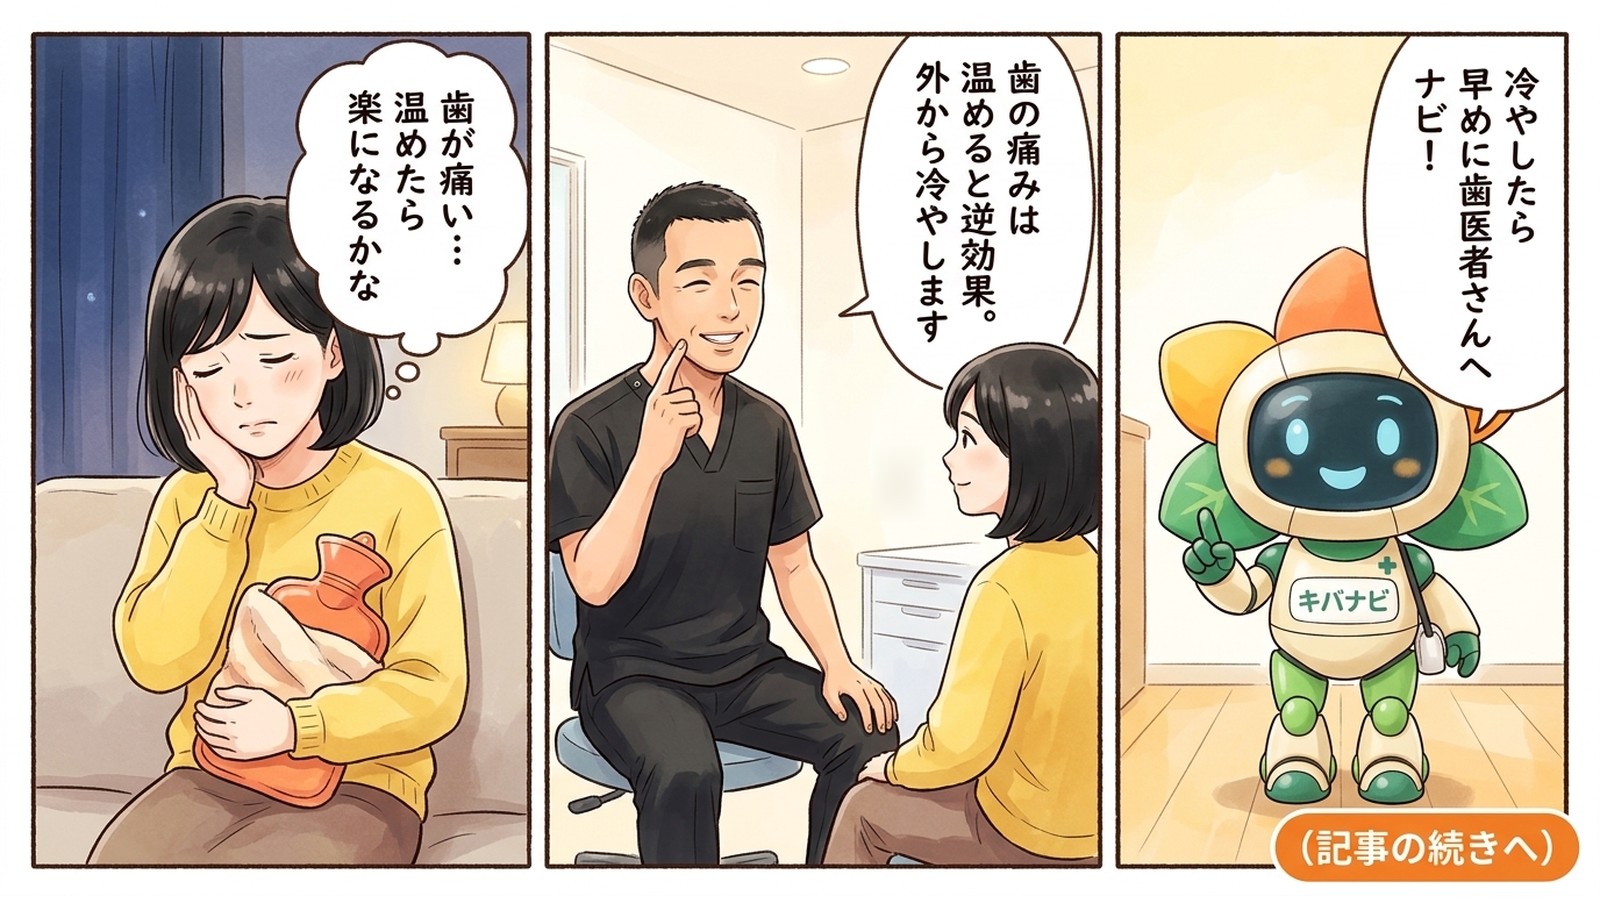 歯が痛い…
温めたら
楽になるかな
歯の痛みは
温めると逆効果。
外から冷やします
冷やしたら
早めに歯医者さんへ
ナビ！
キバナビ
（記事の続きへ）